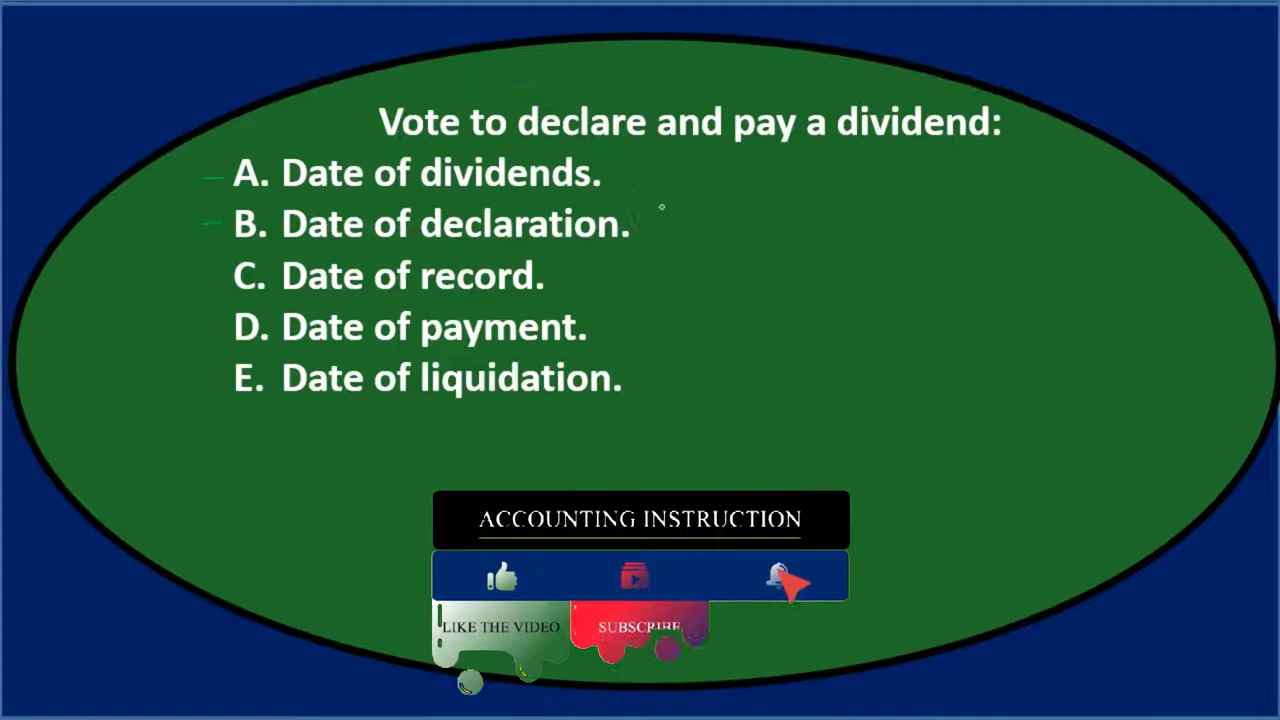 Vote to declare and pay a dividend:
A. Date of dividends.
B. Date of declaration.
C. Date of record.
D. Date of payment.
E. Date of liquidation.
ACCOUNTING INSTRUCTION
LIKE THE VIDEO
SUBSCRIBE